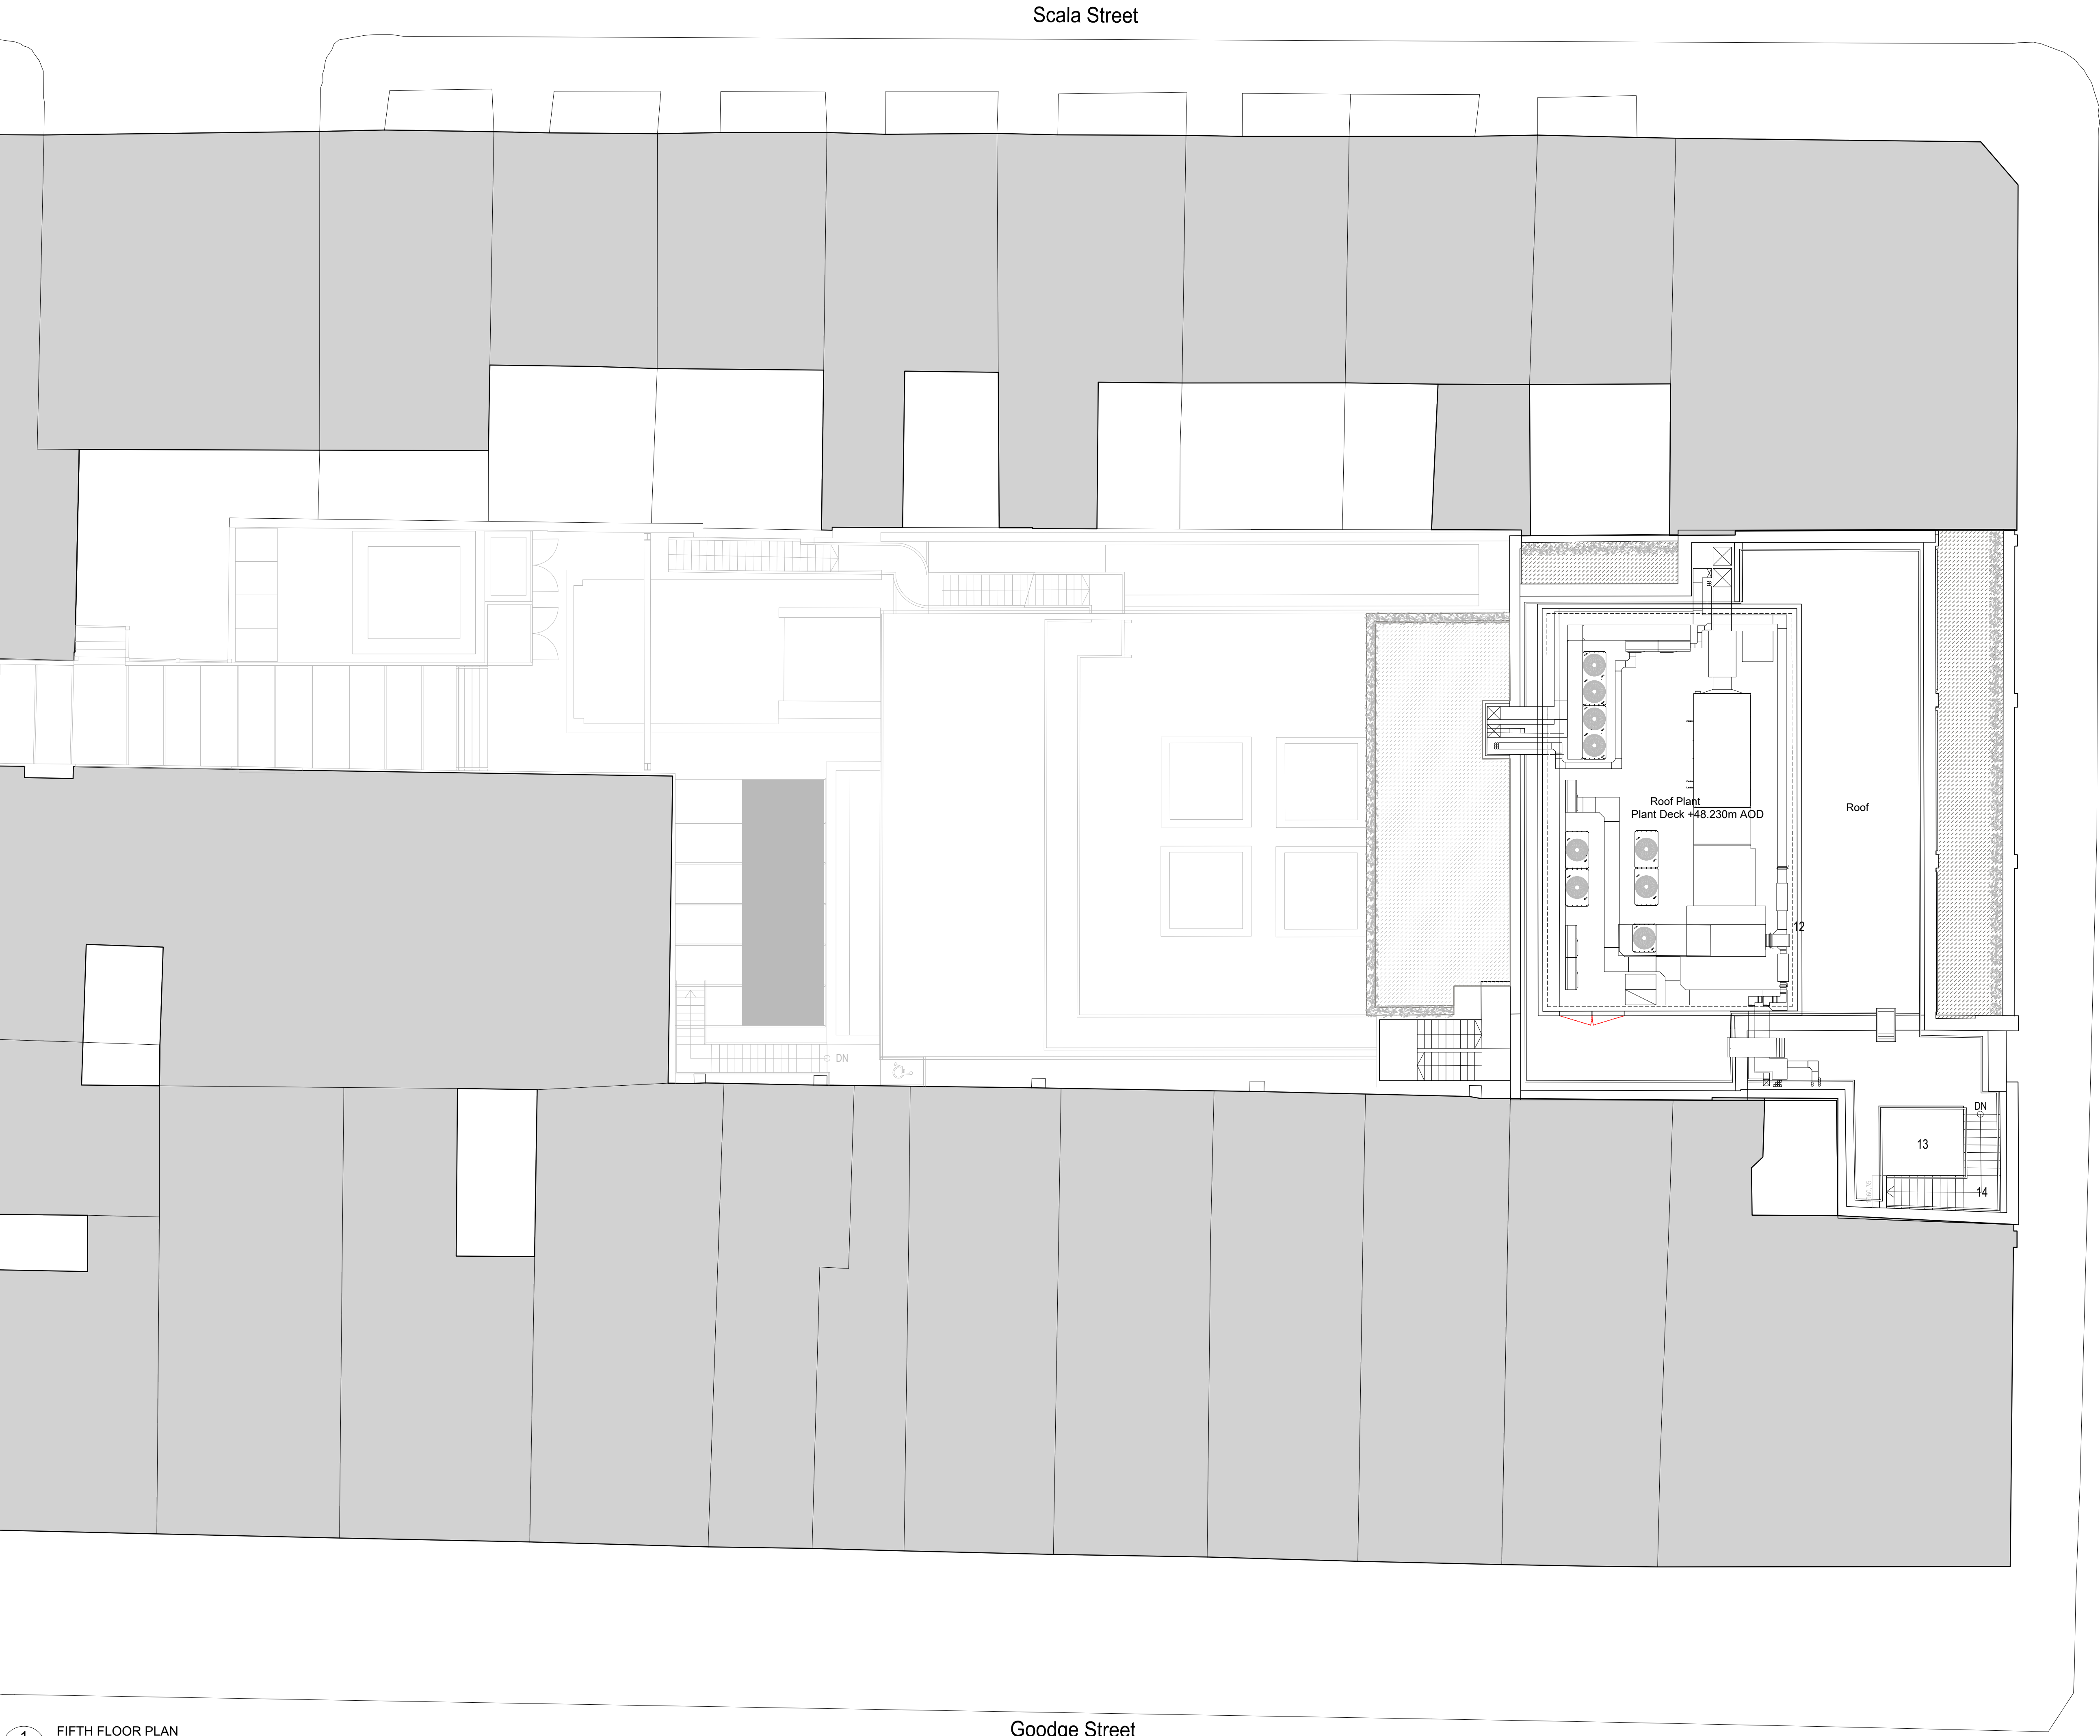 Scala Street
Roof Plant
Plant Deck +48.230m AOD
Roof
12
DN
DN
13
14
1
FIFTH FLOOR PLAN
Goodge Street